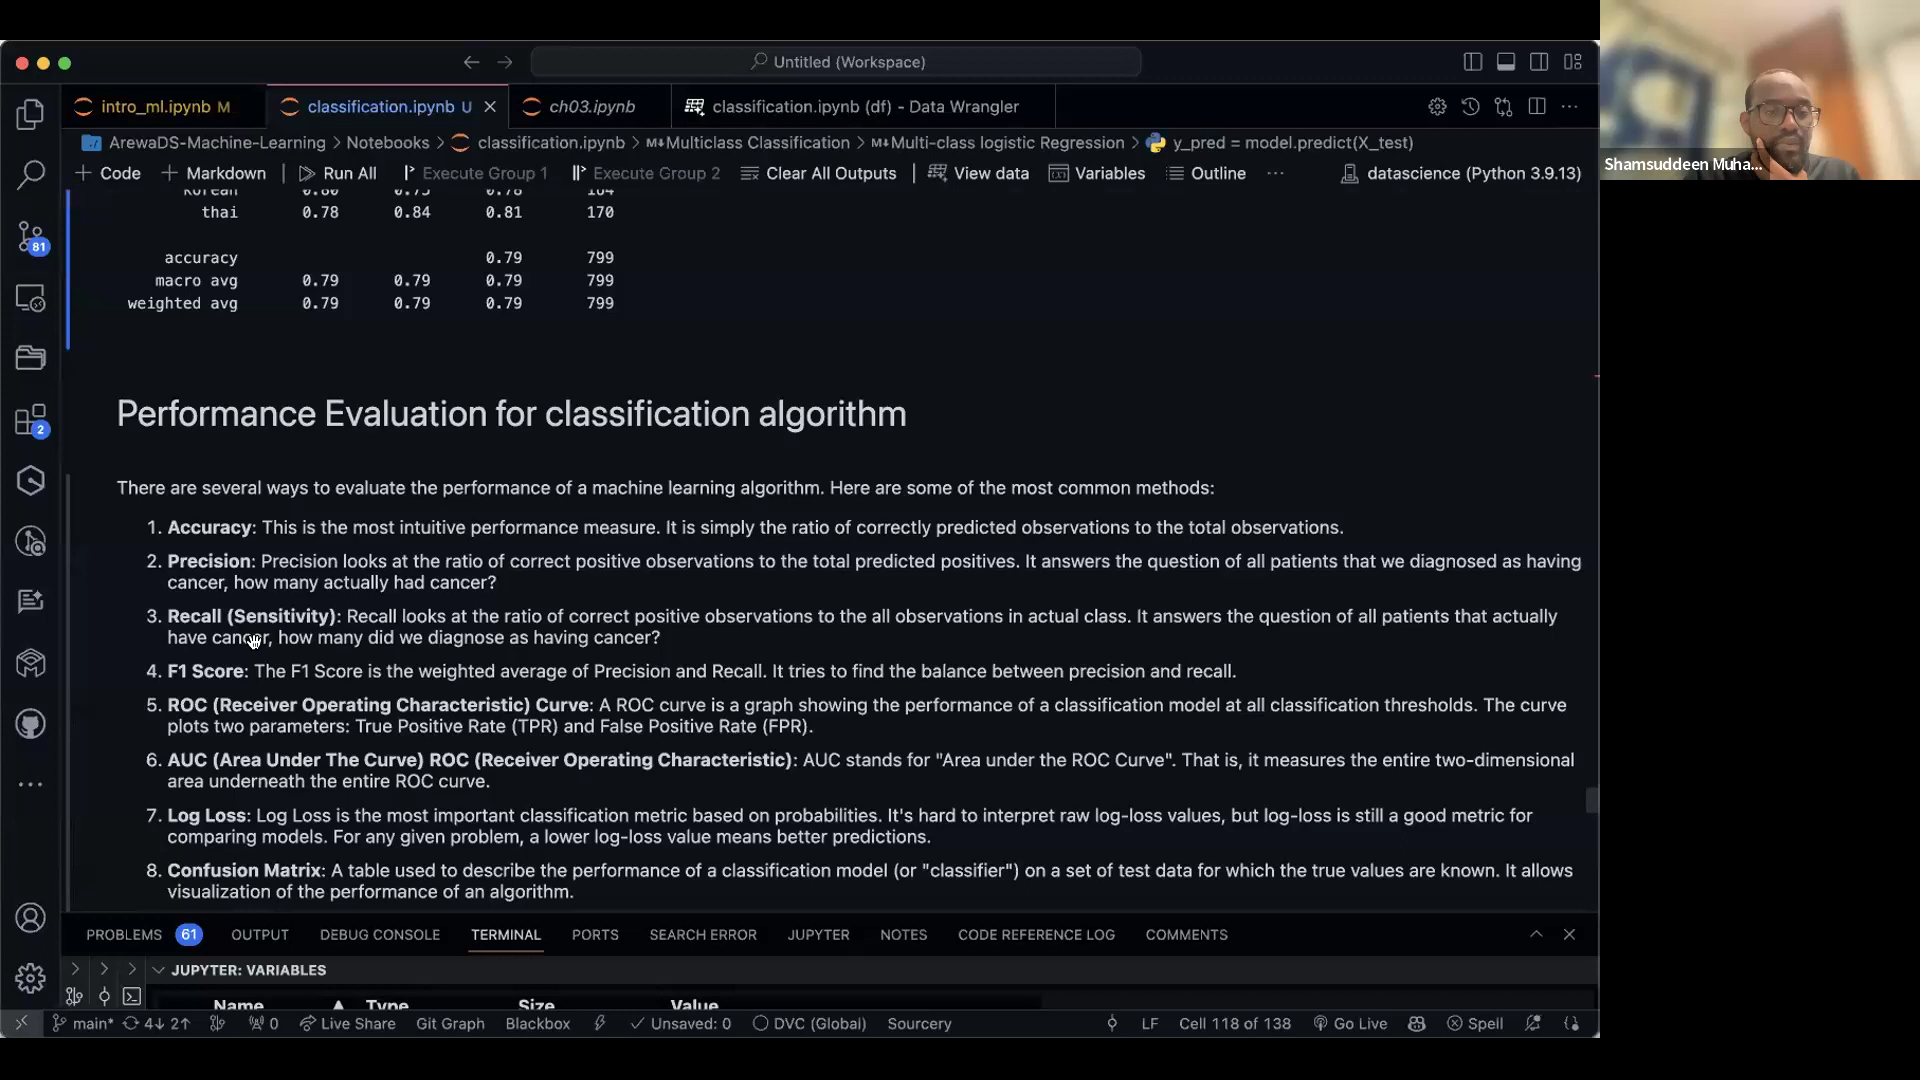 Untitled (Workspace)
intro_ml.ipynb M
classification.ipynb U
ch03.ipynb
classification.ipynb (df) - Data Wrangler
ArewaDS-Machine-Learning > Notebooks > classification.ipynb > M↓Multiclass Classification > M↓Multi-class logistic Regression > y_pred = model.predict(X_test)
+ Code + Markdown Run All Execute Group 1 Execute Group 2 Clear All Outputs View data Variables Outline ··· datascience (Python 3.9.13)
Shamsuddeen Muha...
Korean 0.80 0.75 0.78 164
thai 0.78 0.84 0.81 170
accuracy 0.79 799
macro avg 0.79 0.79 0.79 799
weighted avg 0.79 0.79 0.79 799
81
2
Performance Evaluation for classification algorithm
There are several ways to evaluate the performance of a machine learning algorithm. Here are some of the most common methods:
1. Accuracy: This is the most intuitive performance measure. It is simply the ratio of correctly predicted observations to the total observations.
2. Precision: Precision looks at the ratio of correct positive observations to the total predicted positives. It answers the question of all patients that we diagnosed as having
cancer, how many actually had cancer?
3. Recall (Sensitivity): Recall looks at the ratio of correct positive observations to the all observations in actual class. It answers the question of all patients that actually
have cancer, how many did we diagnose as having cancer?
4. F1 Score: The F1 Score is the weighted average of Precision and Recall. It tries to find the balance between precision and recall.
5. ROC (Receiver Operating Characteristic) Curve: A ROC curve is a graph showing the performance of a classification model at all classification thresholds. The curve
plots two parameters: True Positive Rate (TPR) and False Positive Rate (FPR).
6. AUC (Area Under The Curve) ROC (Receiver Operating Characteristic): AUC stands for "Area under the ROC Curve". That is, it measures the entire two-dimensional
area underneath the entire ROC curve.
7. Log Loss: Log Loss is the most important classification metric based on probabilities. It's hard to interpret raw log-loss values, but log-loss is still a good metric for
comparing models. For any given problem, a lower log-loss value means better predictions.
8. Confusion Matrix: A table used to describe the performance of a classification model (or "classifier") on a set of test data for which the true values are known. It allows
visualization of the performance of an algorithm.
PROBLEMS 61 OUTPUT DEBUG CONSOLE TERMINAL PORTS SEARCH ERROR JUPYTER NOTES CODE REFERENCE LOG COMMENTS
JUPYTER: VARIABLES
Name ▲ Type Size Value
main* 4↓ 2↑ 0 Live Share Git Graph Blackbox Unsaved: 0 DVC (Global) Sourcery LF Cell 118 of 138 Go Live Spell